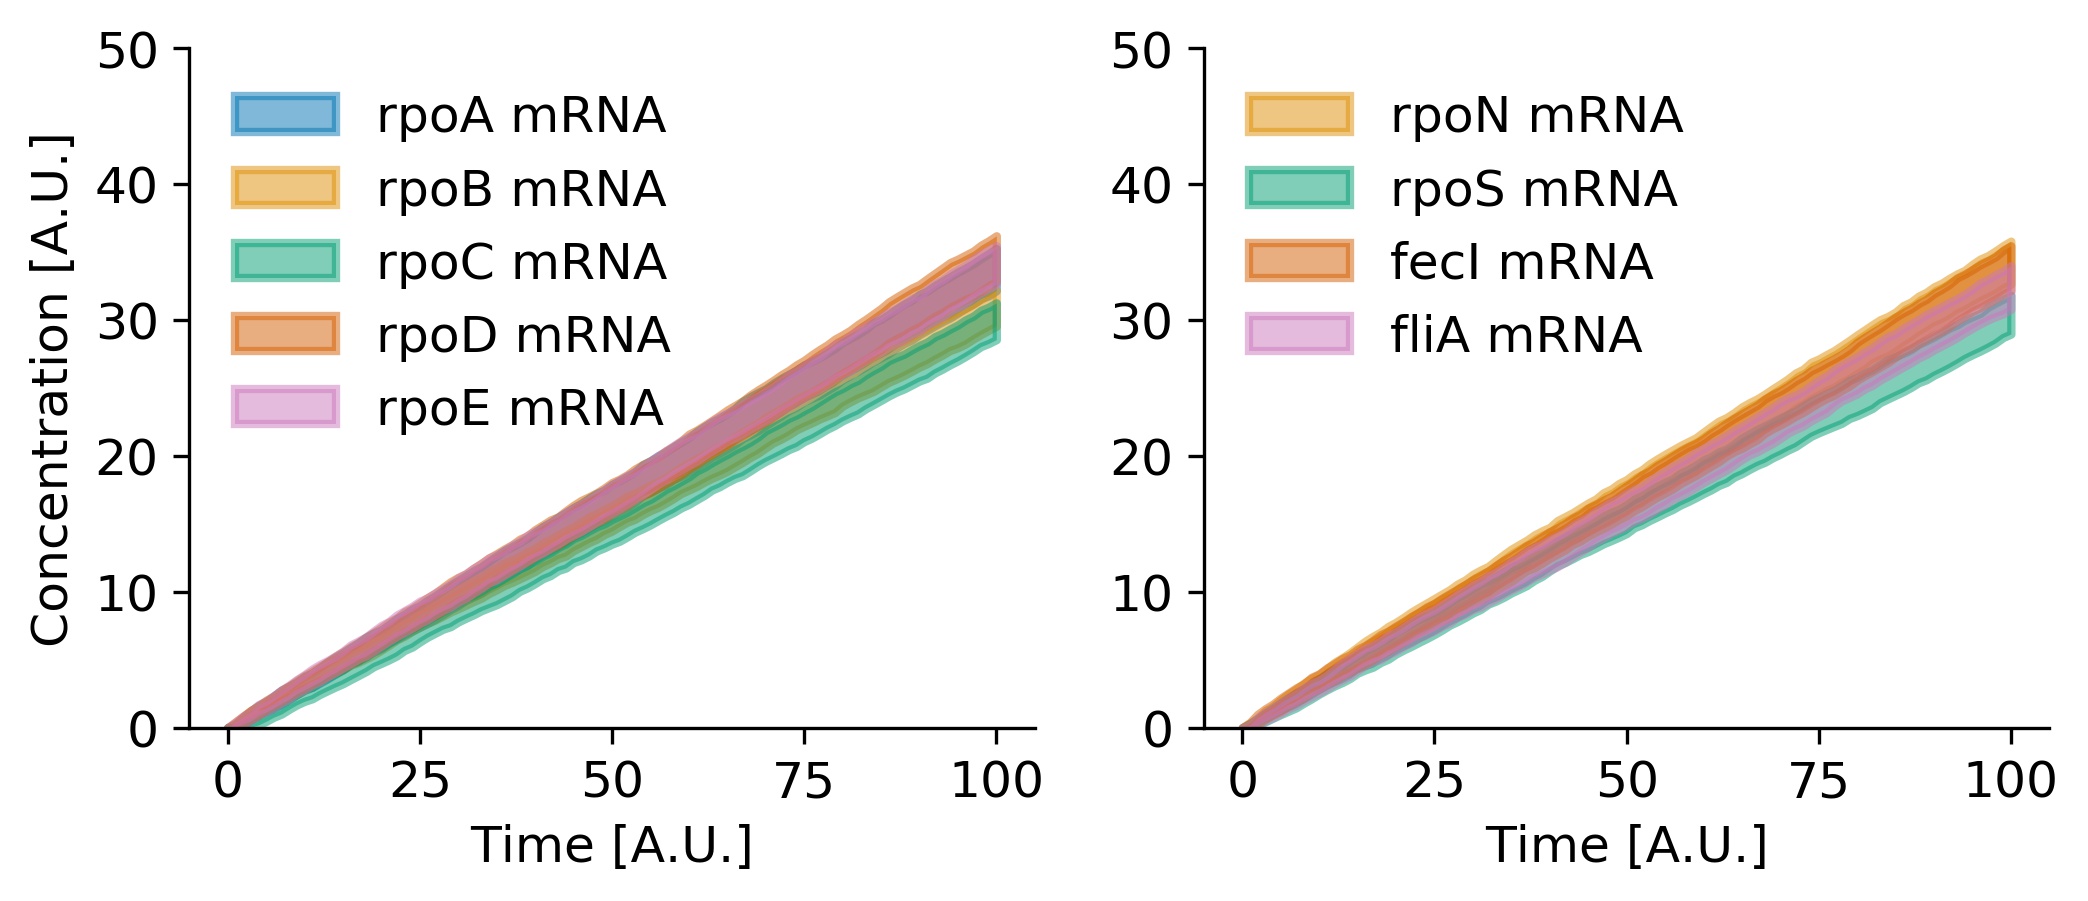 50
40
30
20
10
0
Concentration [A.U.]
rpoA mRNA
rpoB mRNA
rpoC mRNA
rpoD mRNA
rpoE mRNA
0 25 50 75 100
Time [A.U.]
50
40
30
20
10
0
rpoN mRNA
rpoS mRNA
fecI mRNA
fliA mRNA
0 25 50 75 100
Time [A.U.]